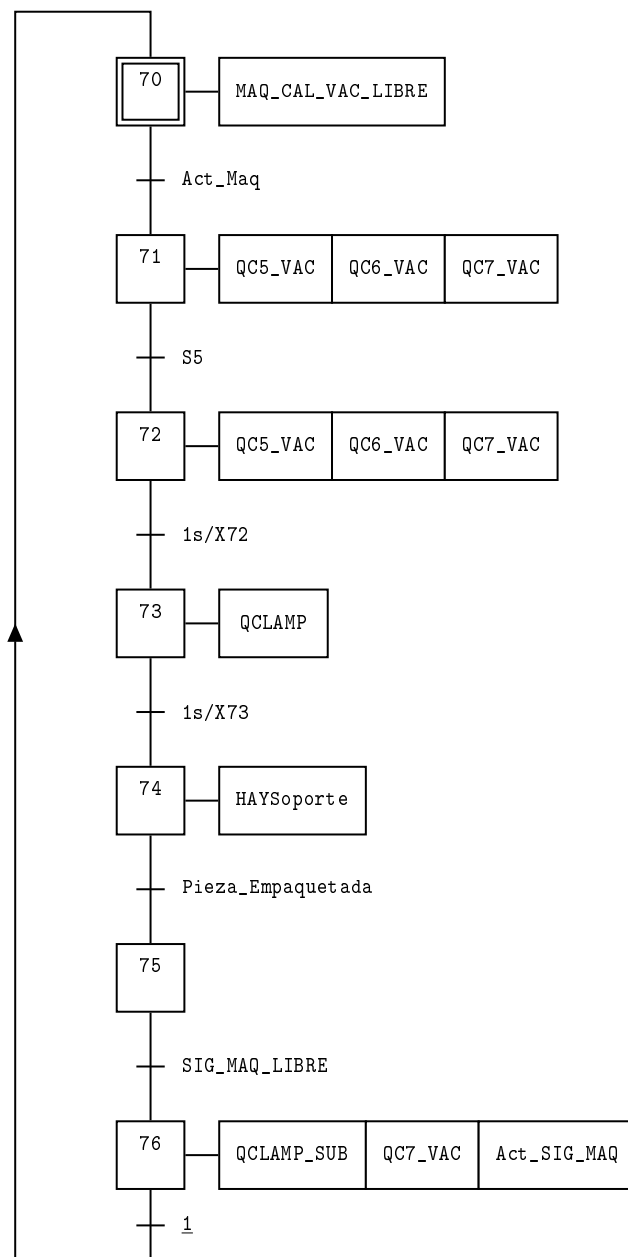 70 MAQ_CAL_VAC_LIBRE
Act_Maq
71 QC5_VAC QC6_VAC QC7_VAC
S5
72 QC5_VAC QC6_VAC QC7_VAC
1s/X72
73 QCLAMP
1s/X73
74 HAYSoporte
Pieza_Empaquetada
75
SIG_MAQ_LIBRE
76 QCLAMP_SUB QC7_VAC Act_SIG_MAQ
1